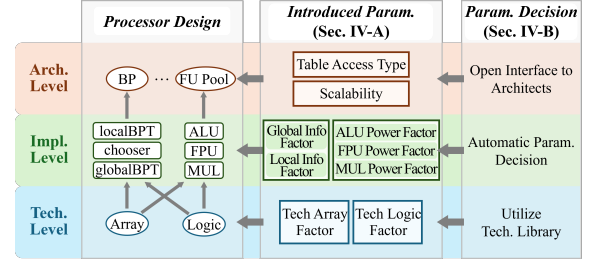 Processor Design
Introduced Param.
(Sec. IV-A)
Param. Decision
(Sec. IV-B)
Arch.
Level
BP
...
FU Pool
Table Access Type
Scalability
Open Interface to
Architects
Impl.
Level
localBPT
chooser
globalBPT
ALU
FPU
MUL
Global Info
Factor
Local Info
Factor
ALU Power Factor
FPU Power Factor
MUL Power Factor
Automatic Param.
Decision
Tech.
Level
Array
Logic
Tech Array
Factor
Tech Logic
Factor
Utilize
Tech. Library